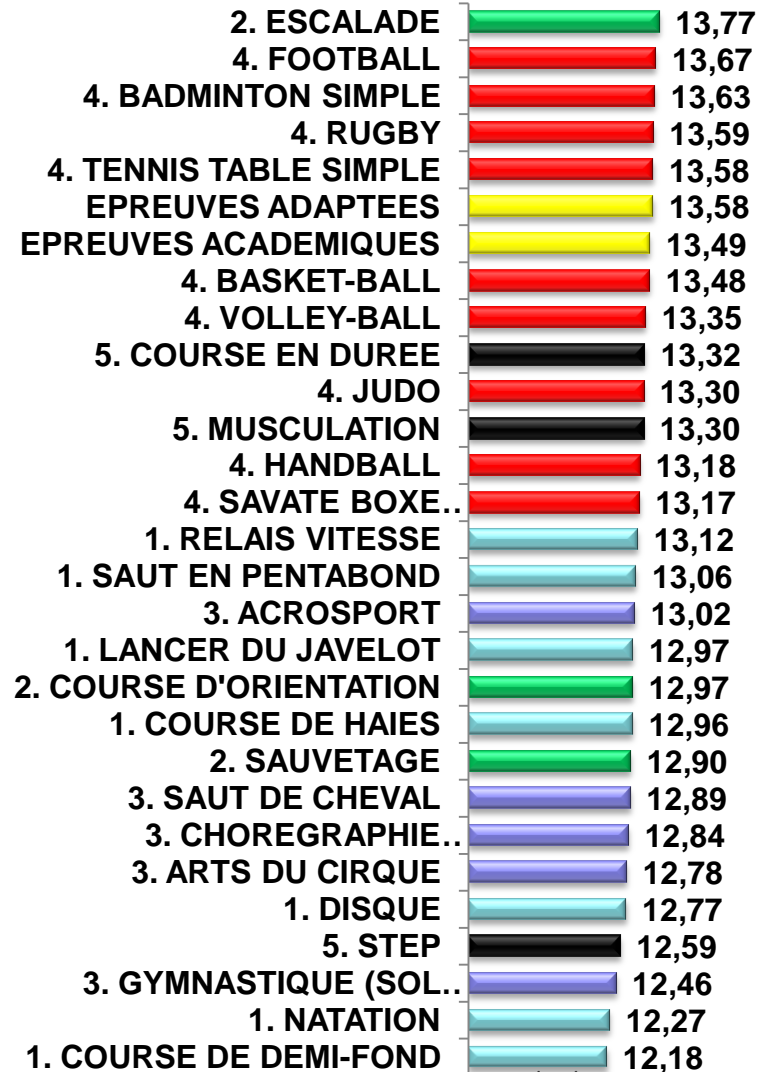 2. ESCALADE 13,77
4. FOOTBALL 13,67
4. BADMINTON SIMPLE 13,63
4. RUGBY 13,59
4. TENNIS TABLE SIMPLE 13,58
EPREUVES ADAPTEES 13,58
EPREUVES ACADEMIQUES 13,49
4. BASKET-BALL 13,48
4. VOLLEY-BALL 13,35
5. COURSE EN DUREE 13,32
4. JUDO 13,30
5. MUSCULATION 13,30
4. HANDBALL 13,18
4. SAVATE BOXE.. 13,17
1. RELAIS VITESSE 13,12
1. SAUT EN PENTABOND 13,06
3. ACROSPORT 13,02
1. LANCER DU JAVELOT 12,97
2. COURSE D'ORIENTATION 12,97
1. COURSE DE HAIES 12,96
2. SAUVETAGE 12,90
3. SAUT DE CHEVAL 12,89
3. CHOREGRAPHIE.. 12,84
3. ARTS DU CIRQUE 12,78
1. DISQUE 12,77
5. STEP 12,59
3. GYMNASTIQUE (SOL.. 12,46
1. NATATION 12,27
1. COURSE DE DEMI-FOND 12,18